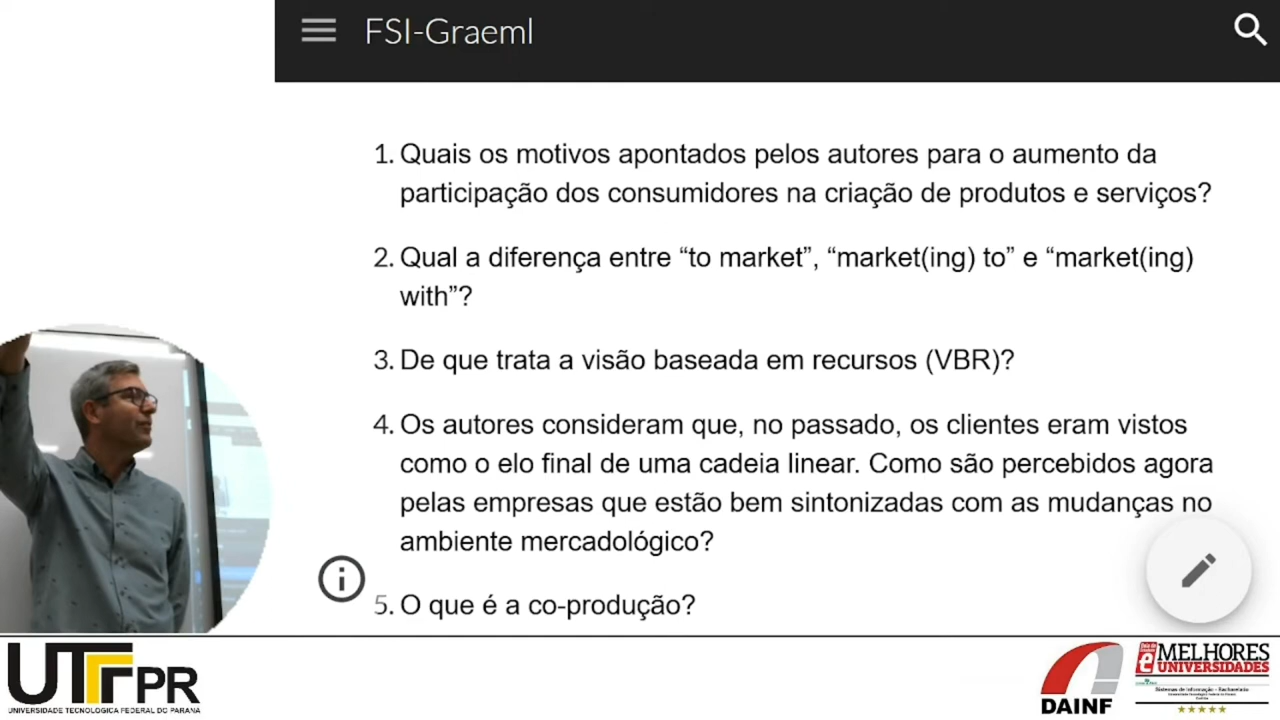 FSI-Graeml
1. Quais os motivos apontados pelos autores para o aumento da
participação dos consumidores na criação de produtos e serviços?
2. Qual a diferença entre “to market”, “market(ing) to” e “market(ing)
with”?
3. De que trata a visão baseada em recursos (VBR)?
4. Os autores consideram que, no passado, os clientes eram vistos
como o elo final de uma cadeia linear. Como são percebidos agora
pelas empresas que estão bem sintonizadas com as mudanças no
ambiente mercadológico?
5. O que é a co-produção?
UTFPR
UNIVERSIDADE TECNOLÓGICA FEDERAL DO PARANÁ
DAINF
MELHORES
UNIVERSIDADES
Sistemas de Informação - Bacharelado